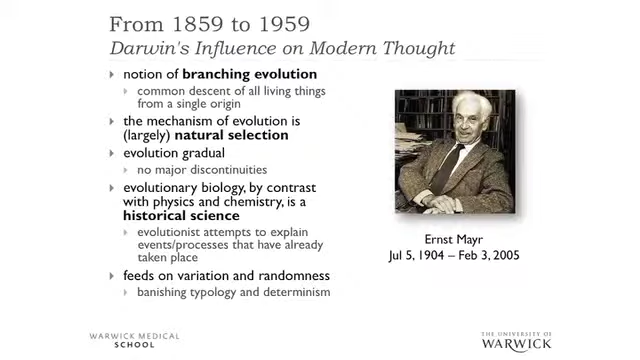 From 1859 to 1959
Darwin's Influence on Modern Thought
notion of branching evolution
common descent of all living things
from a single origin
the mechanism of evolution is
(largely) natural selection
evolution gradual
no major discontinuities
evolutionary biology, by contrast
with physics and chemistry, is a
historical science
evolutionist attempts to explain
events/processes that have already
taken place
feeds on variation and randomness
banishing typology and determinism
Ernst Mayr
Jul 5, 1904 – Feb 3, 2005
WARWICK MEDICAL
SCHOOL
THE UNIVERSITY OF
WARWICK